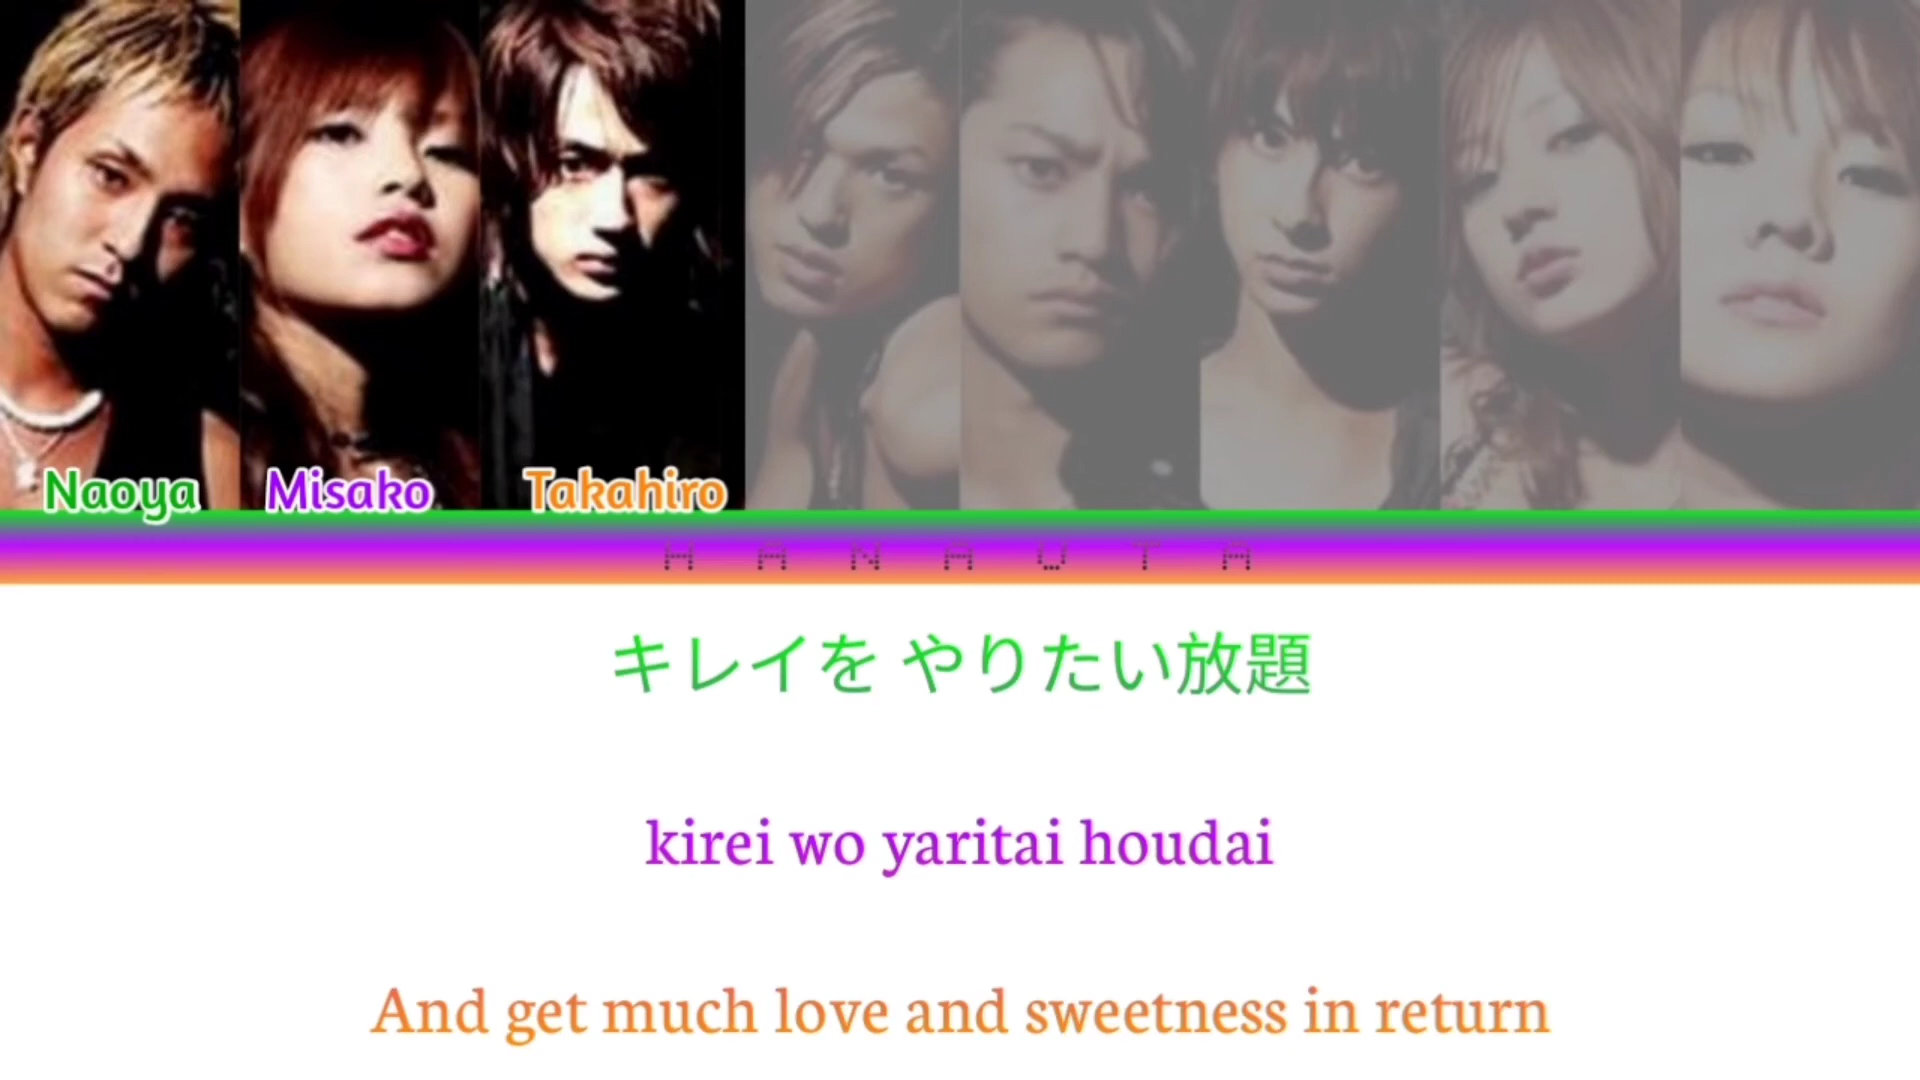 Naoya Misako Takahiro
H A N A U T A
キレイを やりたい放題
kirei wo yaritai houdai
And get much love and sweetness in return